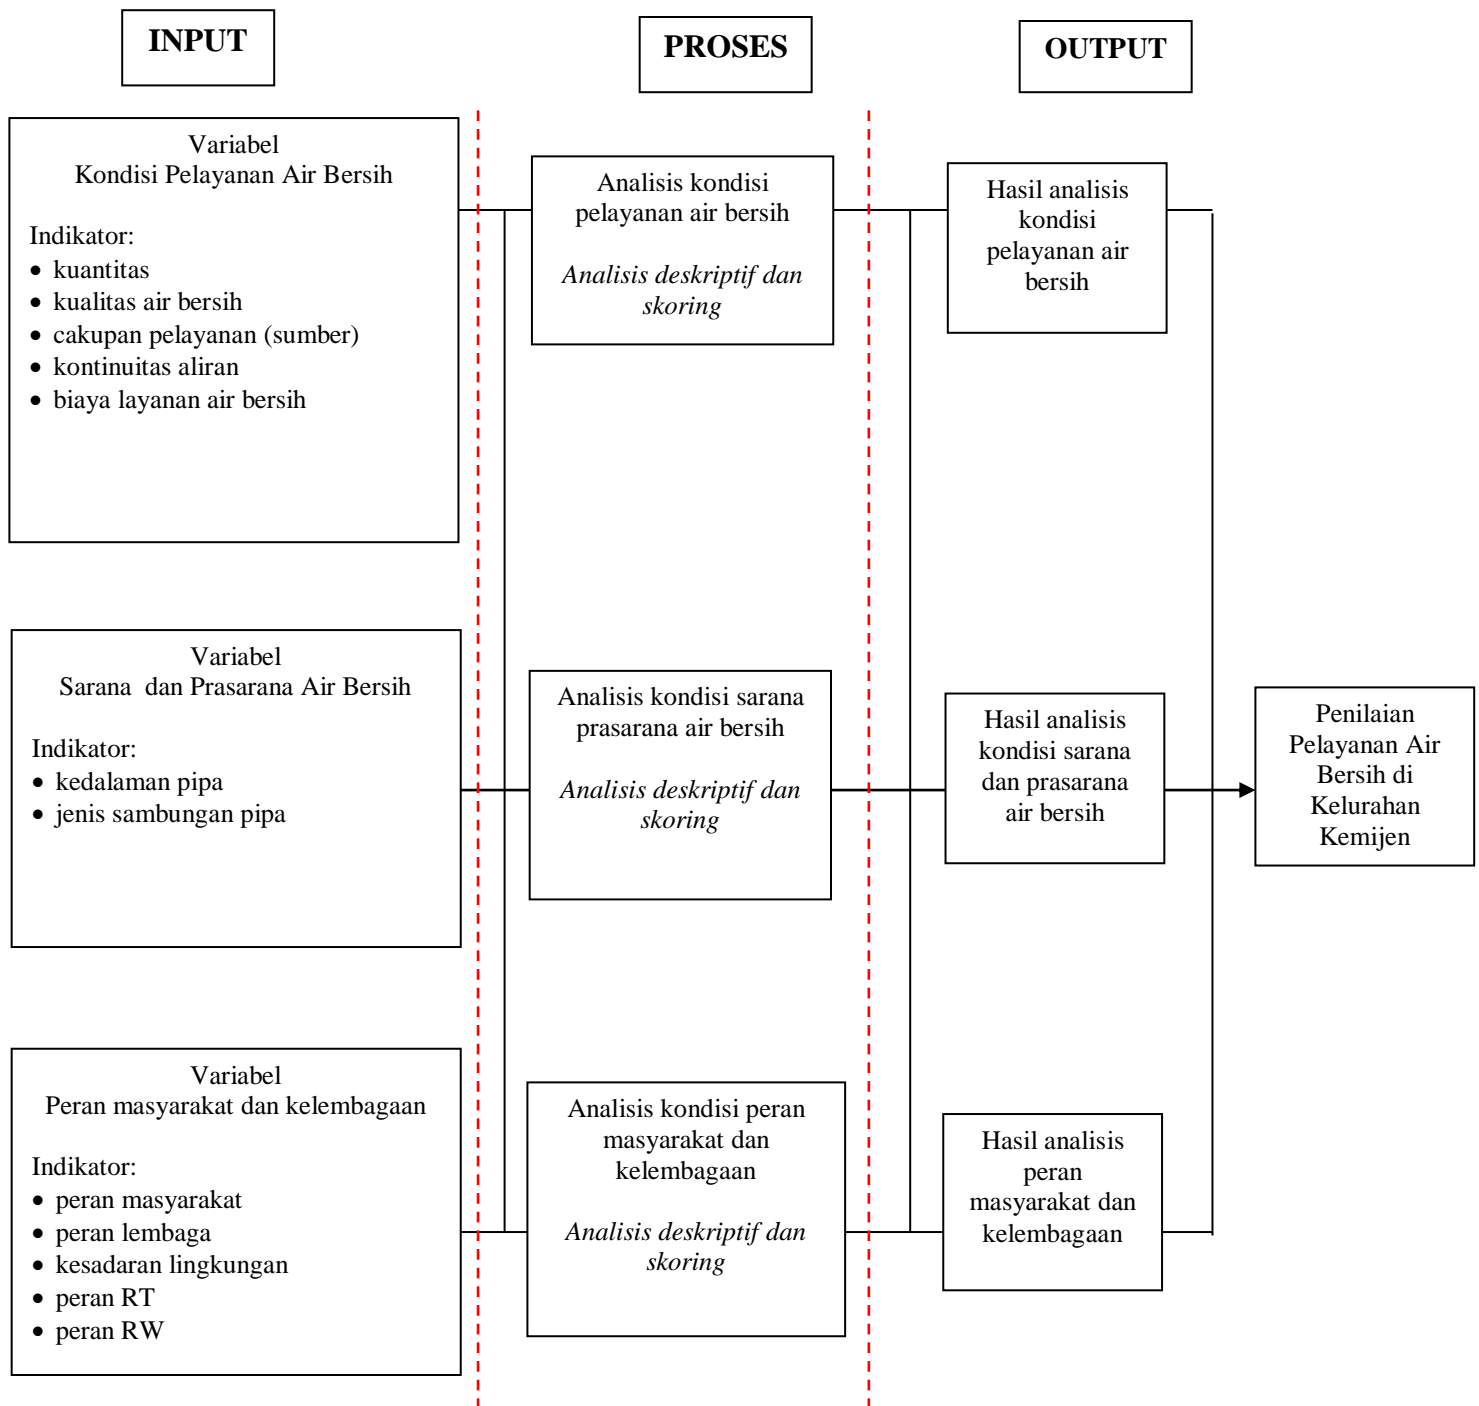 INPUT
PROSES
OUTPUT
Variabel
Kondisi Pelayanan Air Bersih
Indikator:
• kuantitas
• kualitas air bersih
• cakupan pelayanan (sumber)
• kontinuitas aliran
• biaya layanan air bersih
Analisis kondisi
pelayanan air bersih
Analisis deskriptif dan
skoring
Hasil analisis
kondisi
pelayanan air
bersih
Variabel
Sarana dan Prasarana Air Bersih
Indikator:
• kedalaman pipa
• jenis sambungan pipa
Analisis kondisi sarana
prasarana air bersih
Analisis deskriptif dan
skoring
Hasil analisis
kondisi sarana
dan prasarana
air bersih
Penilaian
Pelayanan Air
Bersih di
Kelurahan
Kemijen
Variabel
Peran masyarakat dan kelembagaan
Indikator:
• peran masyarakat
• peran lembaga
• kesadaran lingkungan
• peran RT
• peran RW
Analisis kondisi peran
masyarakat dan
kelembagaan
Analisis deskriptif dan
skoring
Hasil analisis
peran
masyarakat dan
kelembagaan